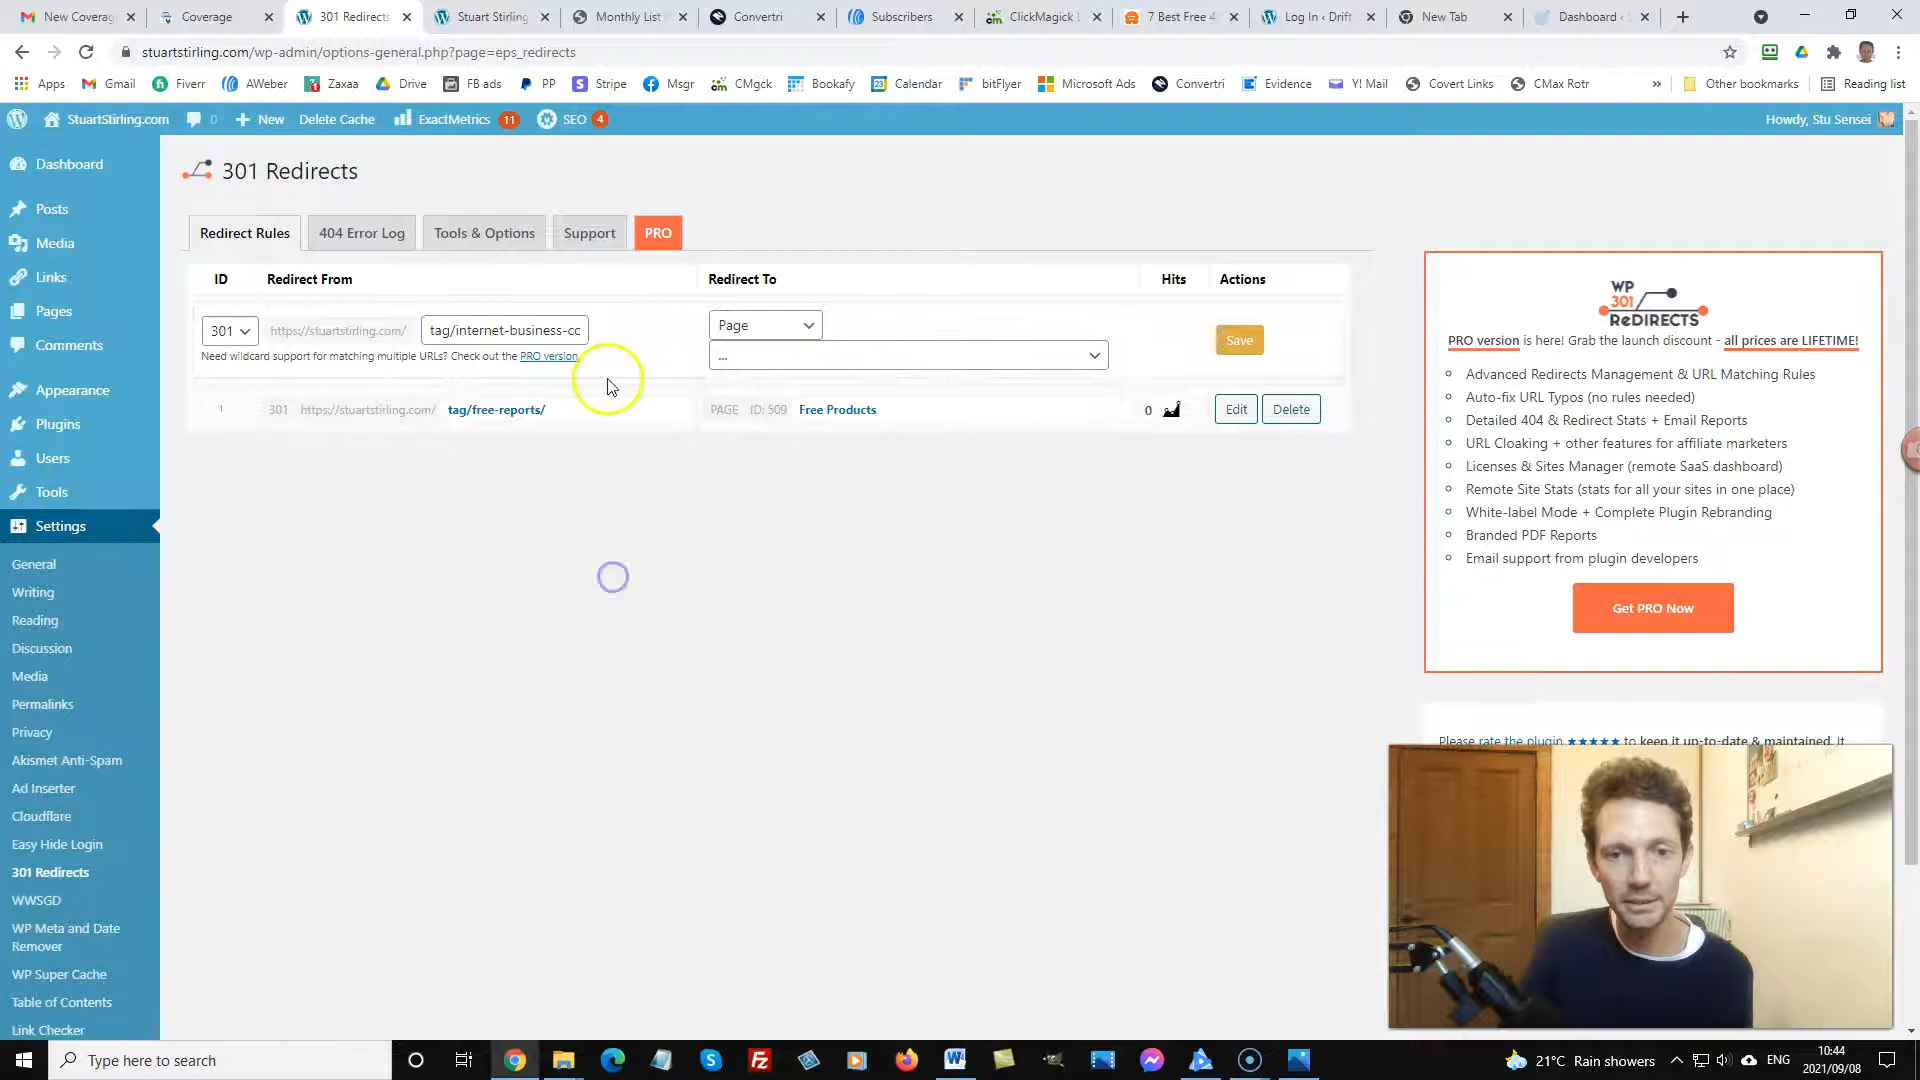 New Coverag
Coverage
301 Redirects
Stuart Stirling
Monthly List
Convertri
Subscribers
ClickMagick
7 Best Free 4
Log In ‹ Drift
New Tab
Dashboard ‹
stuartstirling.com/wp-admin/options-general.php?page=eps_redirects
Apps
Gmail
Fiverr
AWeber
Zaxaa
Drive
FB ads
PP
Stripe
Msgr
CMgck
Bookafy
Calendar
bitFlyer
Microsoft Ads
Convertri
Evidence
Y! Mail
Covert Links
CMax Rotr
»
Other bookmarks
Reading list
StuartStirling.com
0
New
Delete Cache
ExactMetrics 11
SEO 4
Howdy, Stu Sensei
Dashboard
Posts
Media
Links
Pages
Comments
Appearance
Plugins
Users
Tools
Settings
General
Writing
Reading
Discussion
Media
Permalinks
Privacy
Akismet Anti-Spam
Ad Inserter
Cloudflare
Easy Hide Login
301 Redirects
WWSGD
WP Meta and Date
Remover
WP Super Cache
Table of Contents
Link Checker
301 Redirects
Redirect Rules
404 Error Log
Tools & Options
Support
PRO
ID
Redirect From
Redirect To
Hits
Actions
301
https://stuartstirling.com/
tag/internet-business-cc
Page
...
Save
Need wildcard support for matching multiple URLs? Check out the PRO version
1
301
https://stuartstirling.com/
tag/free-reports/
PAGE
ID: 509
Free Products
0
Edit
Delete
WP
301
ReDIRECTS
PRO version is here! Grab the launch discount - all prices are LIFETIME!
Advanced Redirects Management & URL Matching Rules
Auto-fix URL Typos (no rules needed)
Detailed 404 & Redirect Stats + Email Reports
URL Cloaking + other features for affiliate marketers
Licenses & Sites Manager (remote SaaS dashboard)
Remote Site Stats (stats for all your sites in one place)
White-label Mode + Complete Plugin Rebranding
Branded PDF Reports
Email support from plugin developers
Get PRO Now
Please rate the plugin ★★★★★ to keep it up-to-date & maintained. It
Type here to search
21°C Rain showers
ENG
10:44
2021/09/08